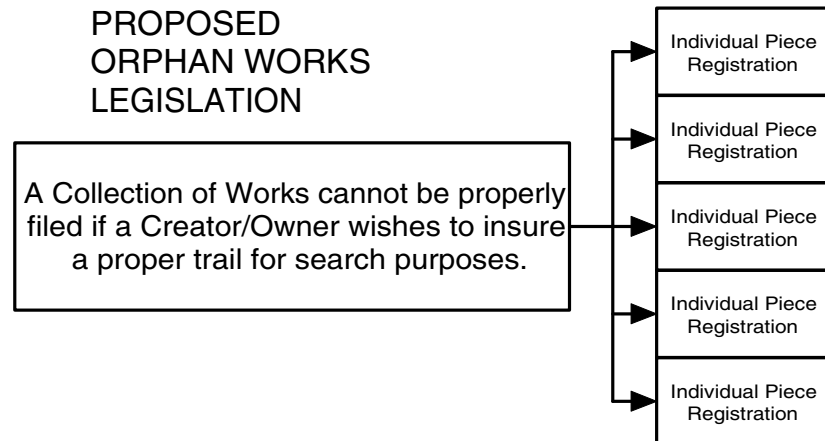 PROPOSED
ORPHAN WORKS
LEGISLATION
A Collection of Works cannot be properly
filed if a Creator/Owner wishes to insure
a proper trail for search purposes.
Individual Piece
Registration
Individual Piece
Registration
Individual Piece
Registration
Individual Piece
Registration
Individual Piece
Registration